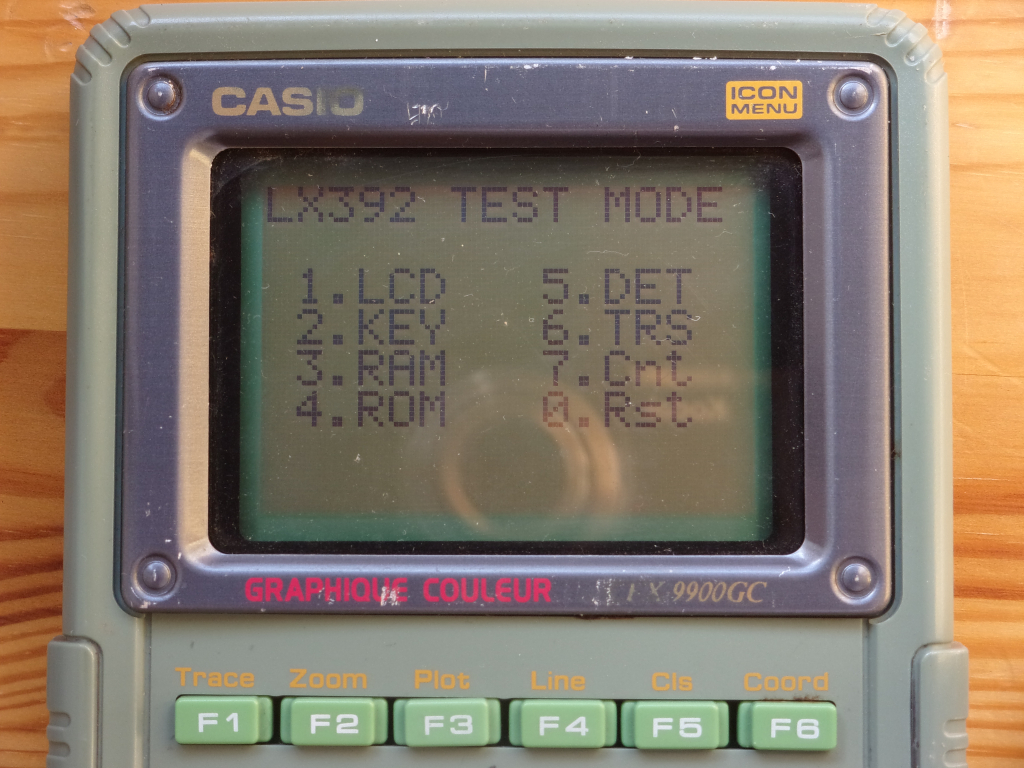 CASIO
ICON
MENU
LX392 TEST MODE
1.LCD 5.DET
2.KEY 6.TRS
3.RAM 7.Cnt
4.ROM 0.Rst
GRAPHIQUE COULEUR FX 9900GC
Trace Zoom Plot Line Cls Coord
F1 F2 F3 F4 F5 F6